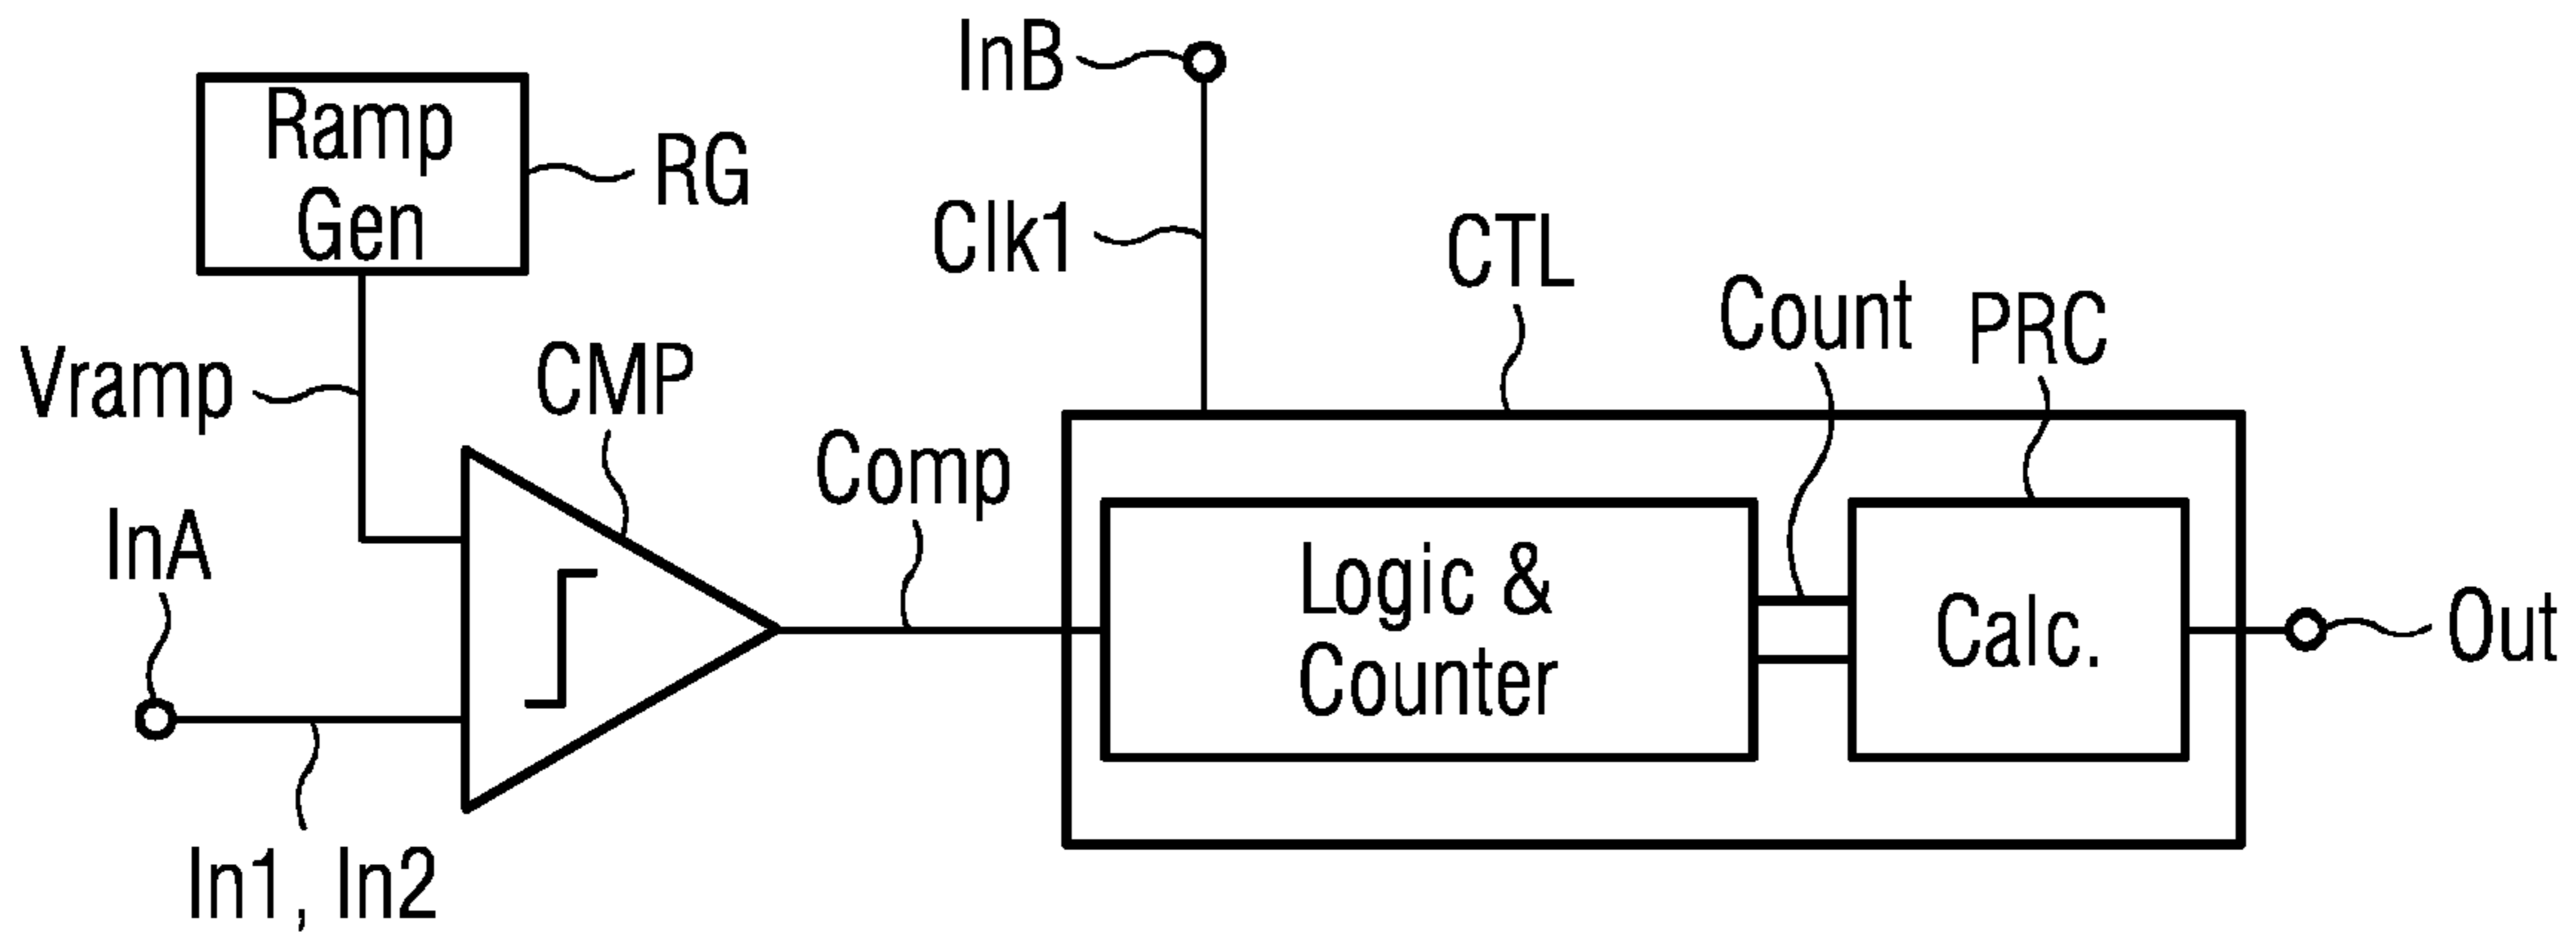 InB
Ramp
Gen
RG
Clk1
CTL
Count
PRC
Vramp
CMP
Comp
InA
Logic &
Counter
Calc.
Out
In1, In2